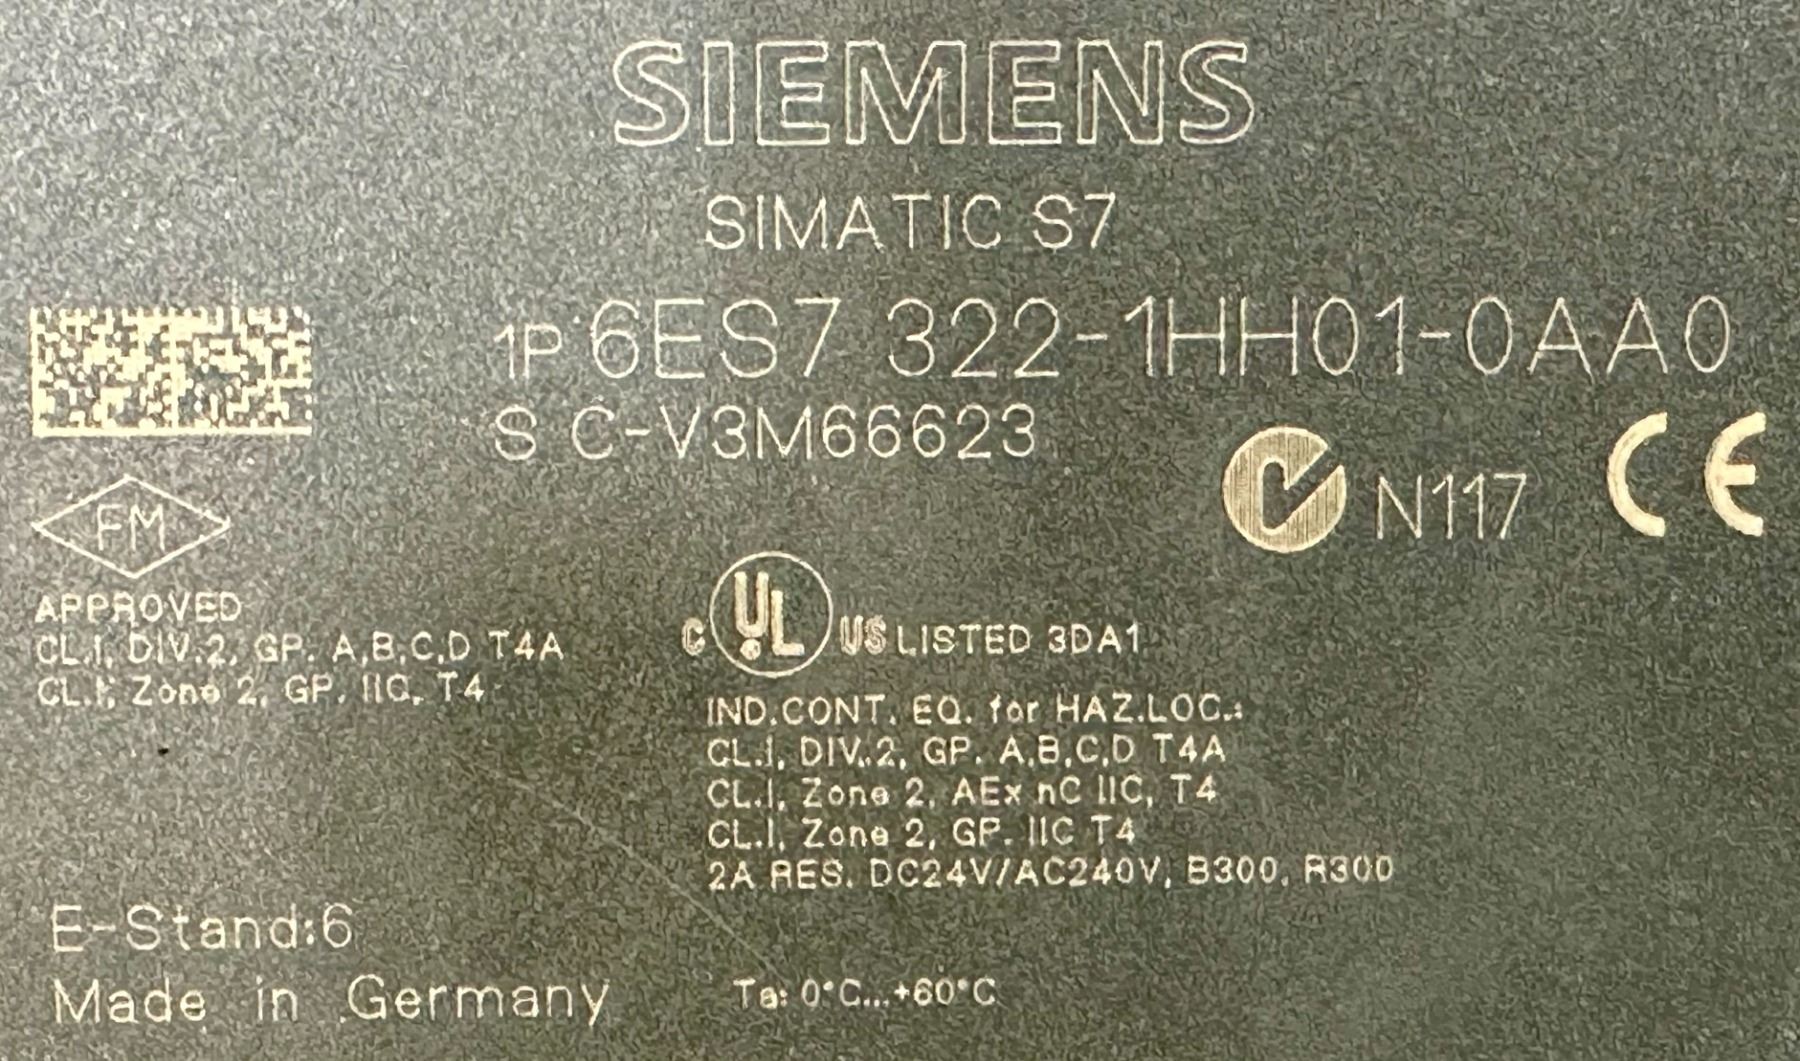 SIEMENS
SIMATIC S7
1P 6ES7 322-1HH01-0AA0
S C-V3M66623
N117 CE
FM
APPROVED
CL.I, DIV.2, GP. A,B,C,D T4A
CL.I, Zone 2, GP. IIC, T4
C UL US LISTED 3DA1
IND.CONT. EQ. for HAZ.LOC.:
CL.I, DIV.2, GP. A,B,C,D T4A
CL.I, Zone 2, AEx nC IIC, T4
CL.I, Zone 2, GP. IIC T4
2A RES. DC24V/AC240V, B300, R300
E-Stand:6
Made in Germany
Ta: 0°C...+60°C